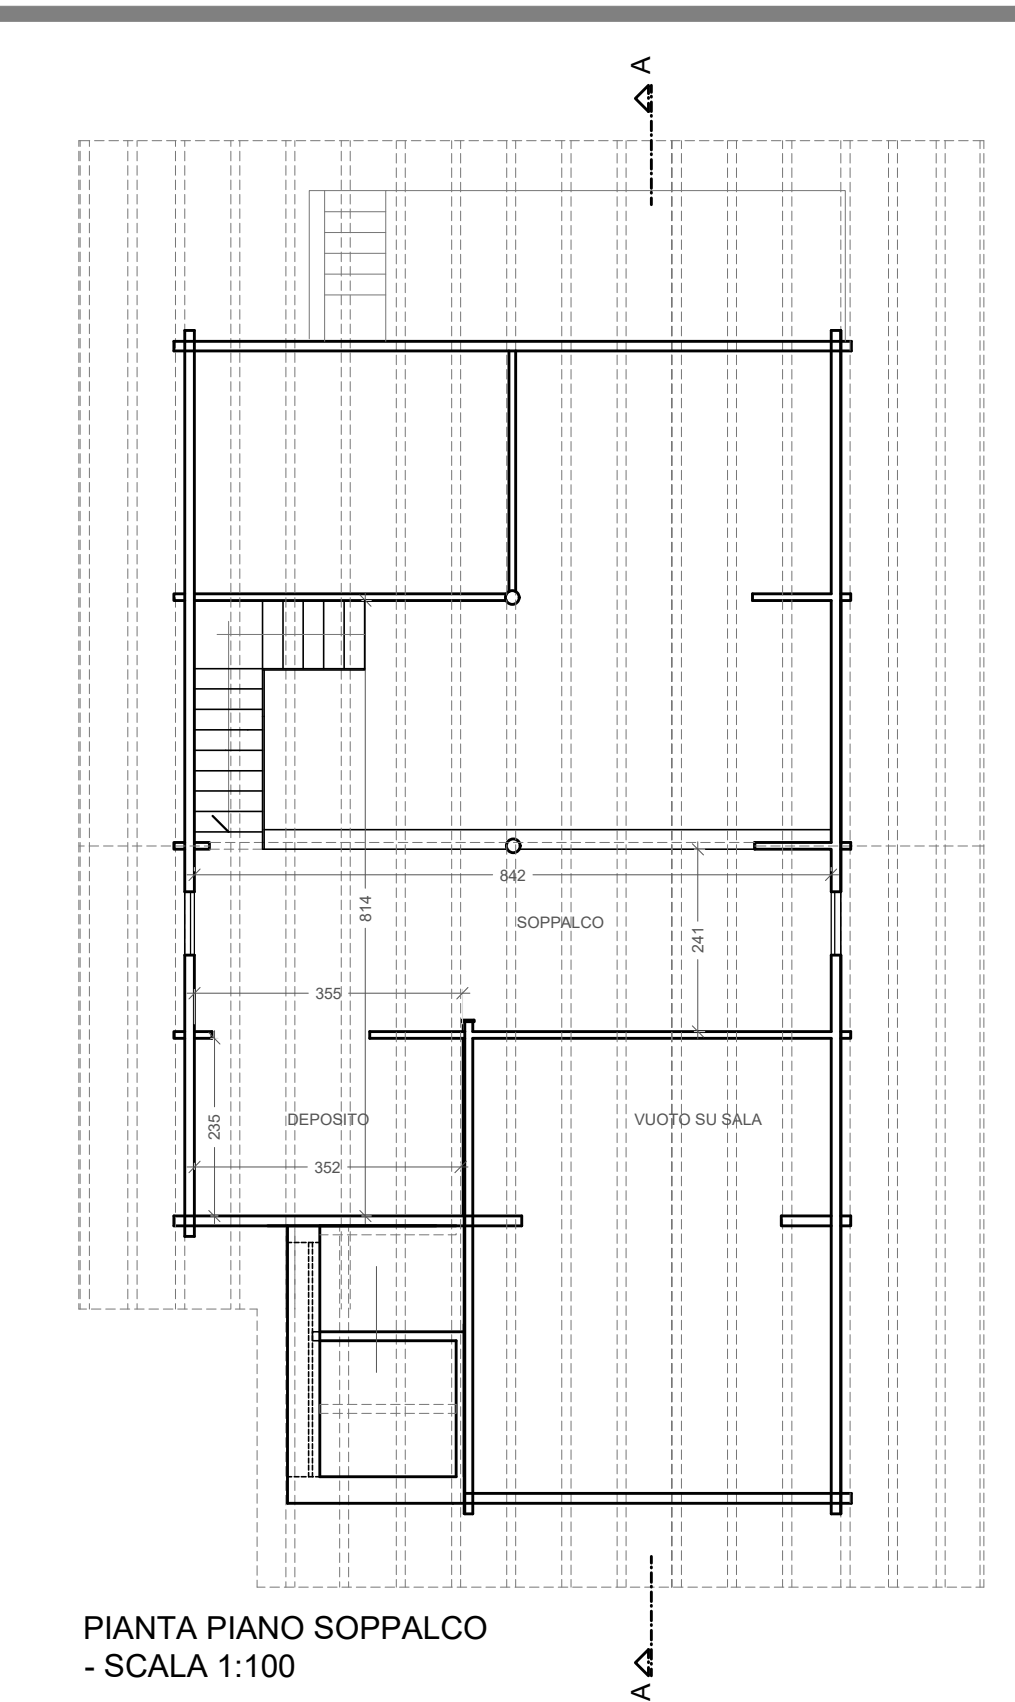 A
842
SOPPALCO
814
241
355
DEPOSITO
VUOTO SU SALA
235
352
PIANTA PIANO SOPPALCO
- SCALA 1:100
A